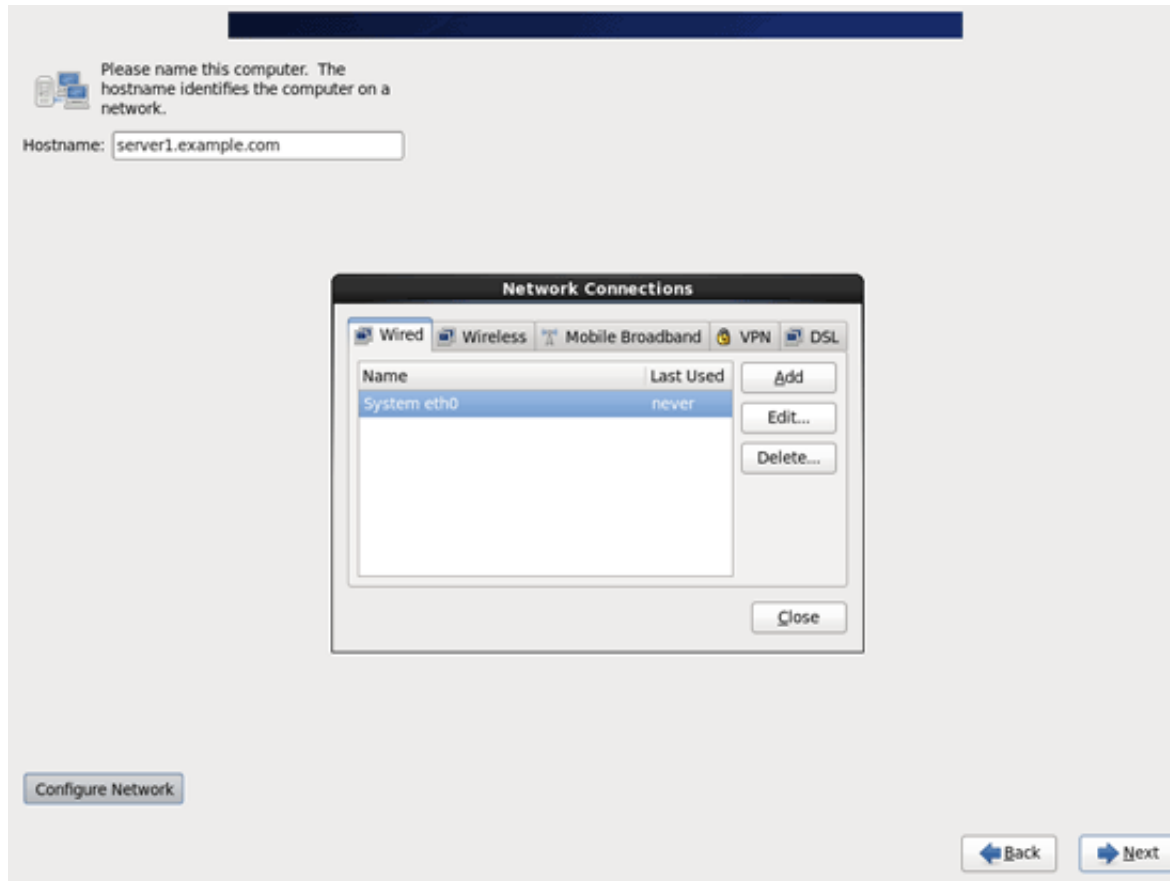 Please name this computer. The
hostname identifies the computer on a
network.
Hostname: server1.example.com
Network Connections
Wired Wireless Mobile Broadband VPN DSL
Name Last Used Add
System eth0 never
Edit...
Delete...
Close
Configure Network
Back Next